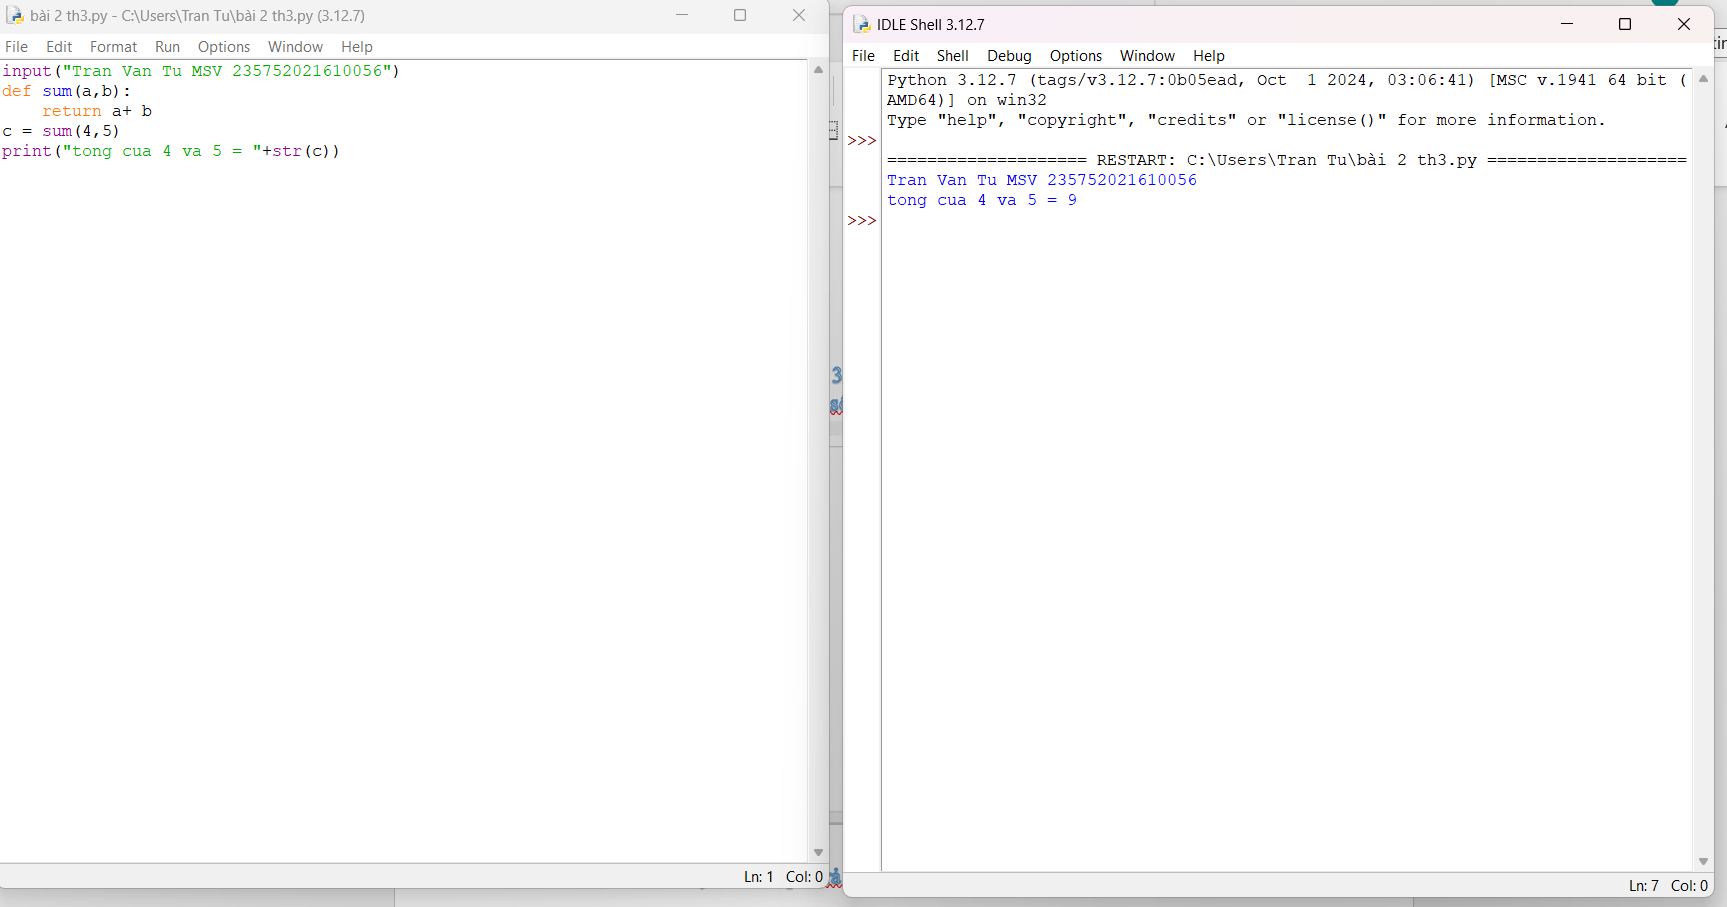 bài 2 th3.py - C:\Users\Tran Tu\bài 2 th3.py (3.12.7)
File Edit Format Run Options Window Help
input("Tran Van Tu MSV 235752021610056")
def sum(a,b):
    return a+ b
c = sum(4,5)
print("tong cua 4 va 5 = "+str(c))
Ln: 1 Col: 0
IDLE Shell 3.12.7
File Edit Shell Debug Options Window Help
Python 3.12.7 (tags/v3.12.7:0b05ead, Oct  1 2024, 03:06:41) [MSC v.1941 64 bit (
AMD64)] on win32
Type "help", "copyright", "credits" or "license()" for more information.
>>>
==================== RESTART: C:\Users\Tran Tu\bài 2 th3.py ====================
Tran Van Tu MSV 235752021610056
tong cua 4 va 5 = 9
>>>
Ln: 7 Col: 0
3